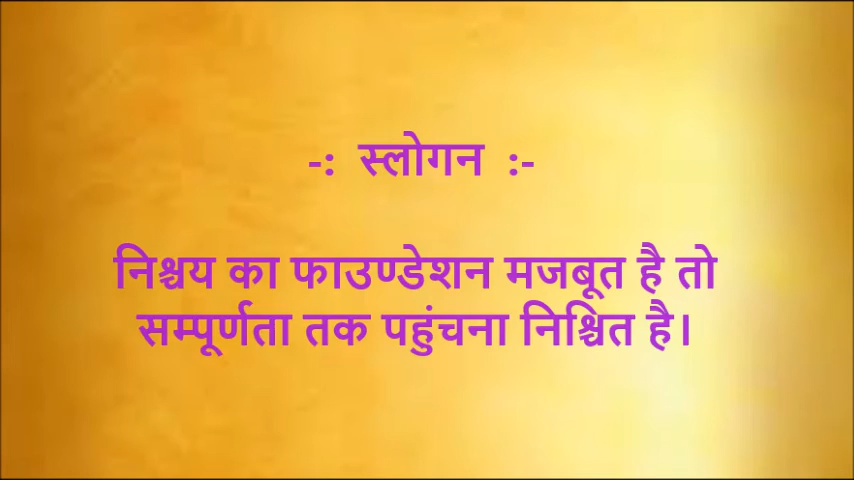 -: स्लोगन :-
निश्चय का फाउण्डेशन मजबूत है तो
सम्पूर्णता तक पहुंचना निश्चित है।